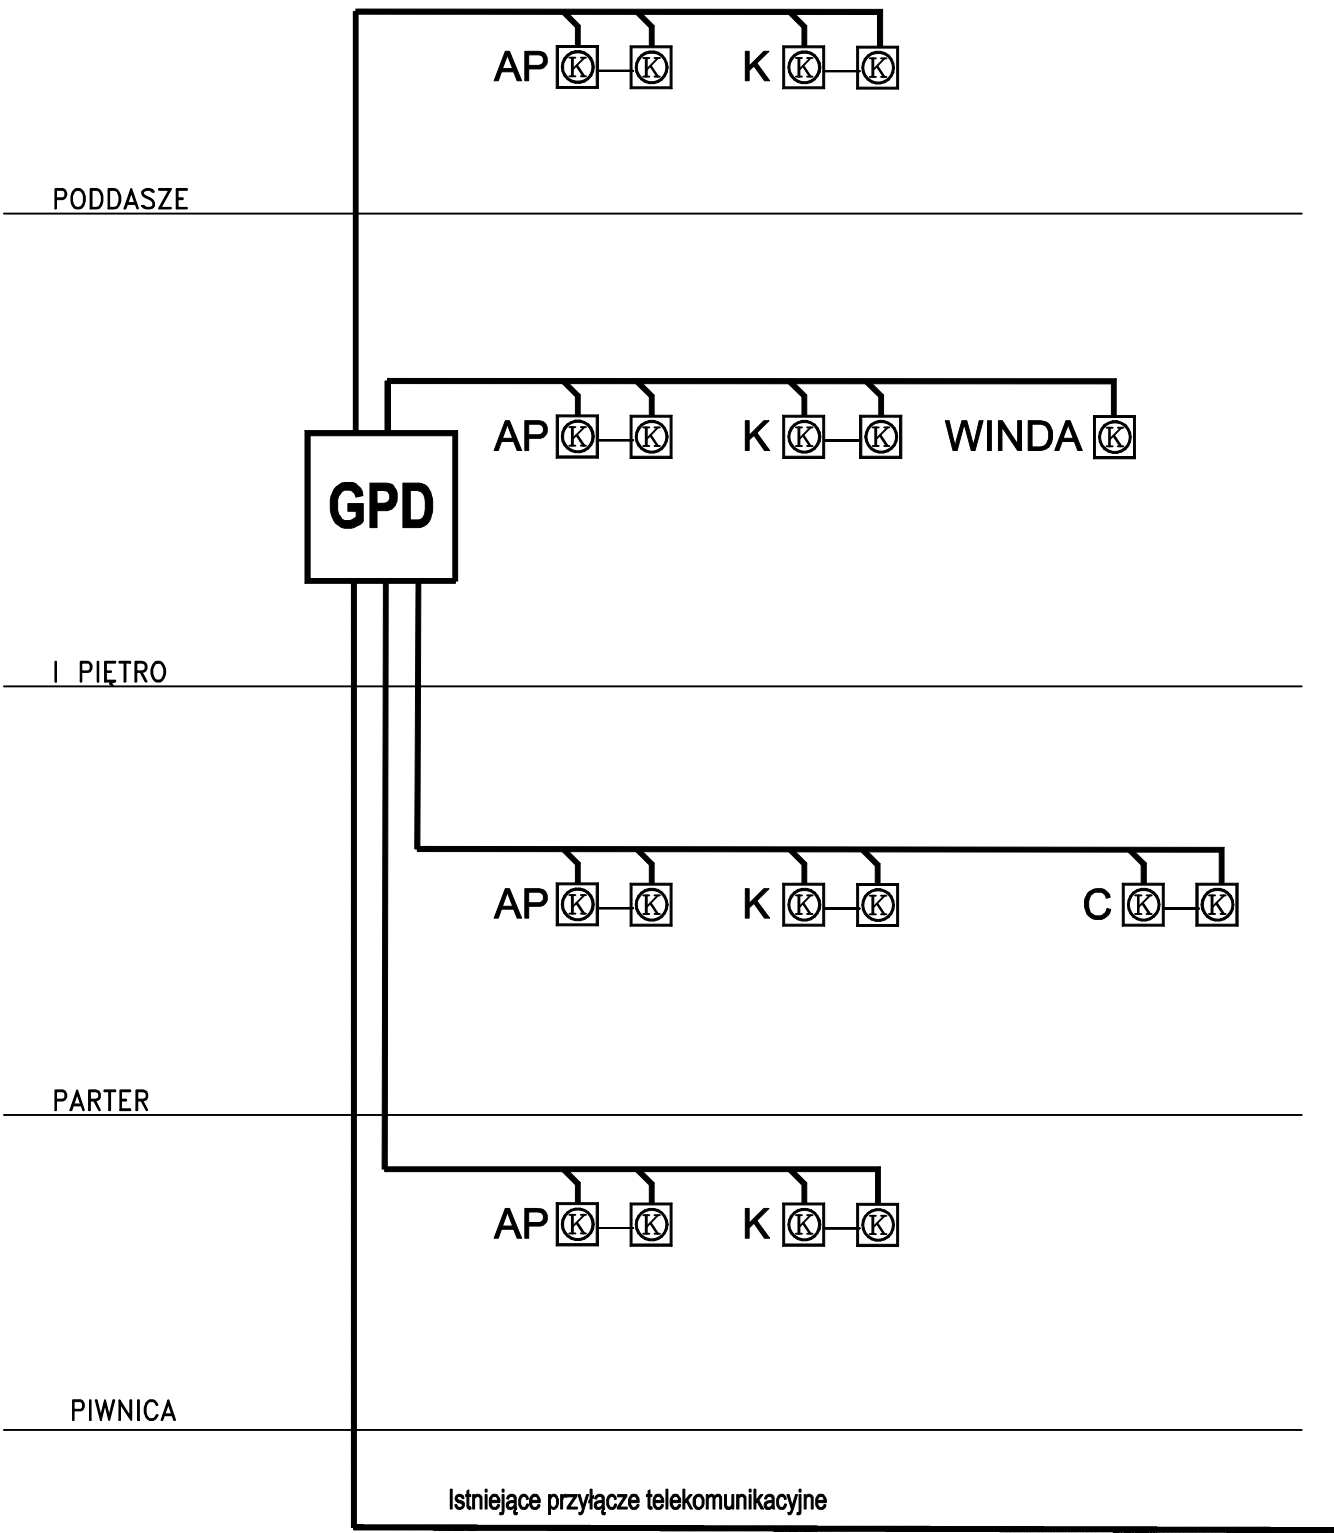 AP K K K K K
PODDASZE
AP K K K K K WINDA K
GPD
I PIĘTRO
AP K K K K K C K K
PARTER
AP K K K K K
PIWNICA
Istniejące przyłącze telekomunikacyjne